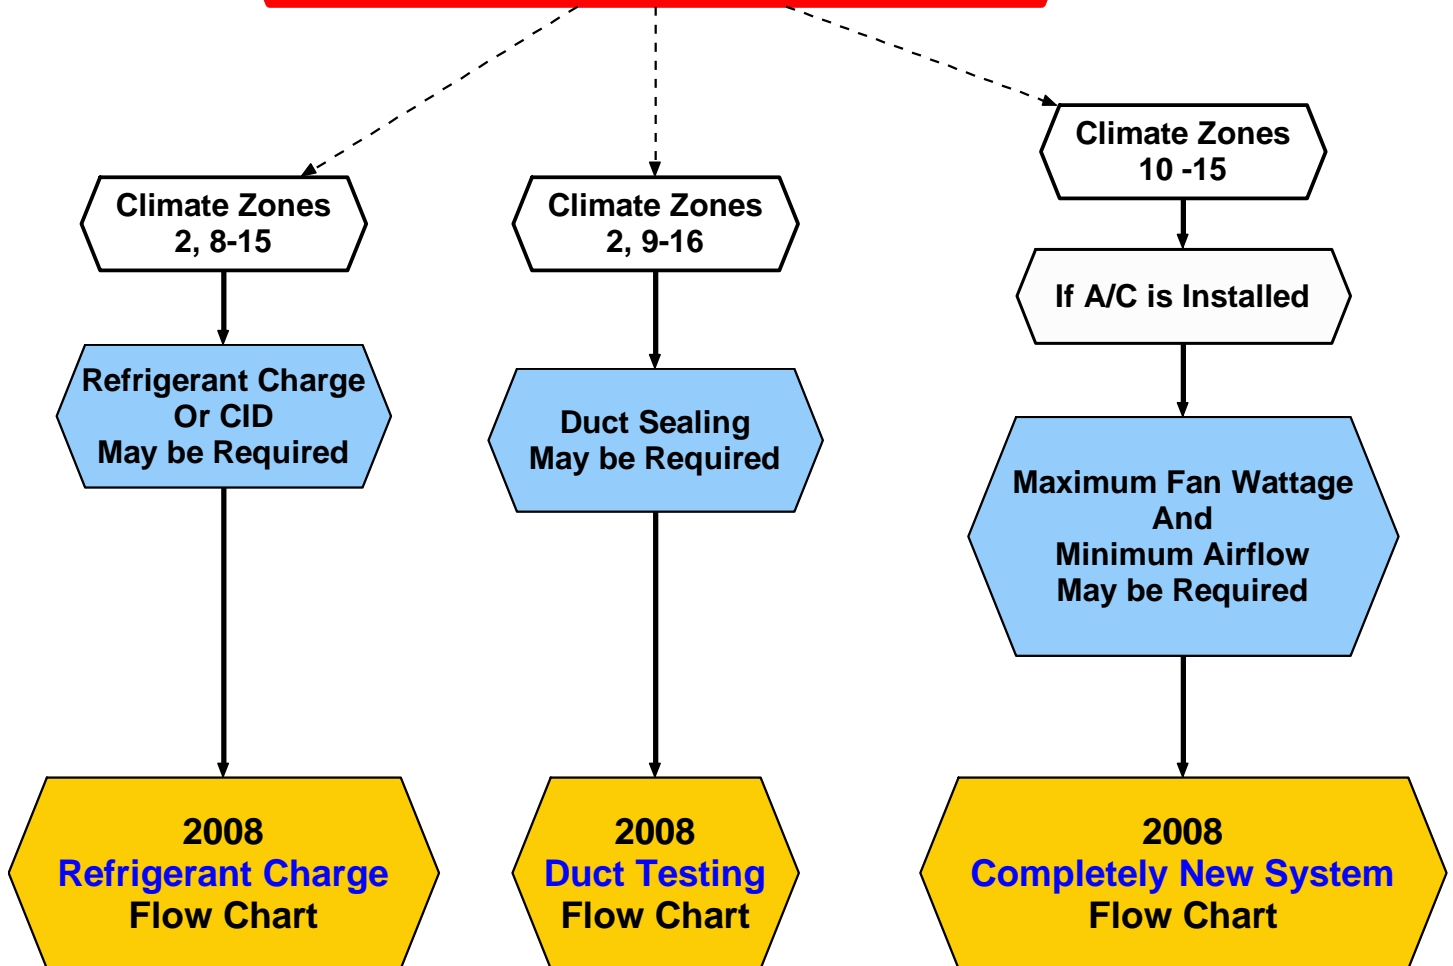 Climate Zones
2, 8-15
Refrigerant Charge
Or CID
May be Required
2008
Refrigerant Charge
Flow Chart
Climate Zones
2, 9-16
Duct Sealing
May be Required
2008
Duct Testing
Flow Chart
Climate Zones
10 -15
If A/C is Installed
Maximum Fan Wattage
And
Minimum Airflow
May be Required
2008
Completely New System
Flow Chart